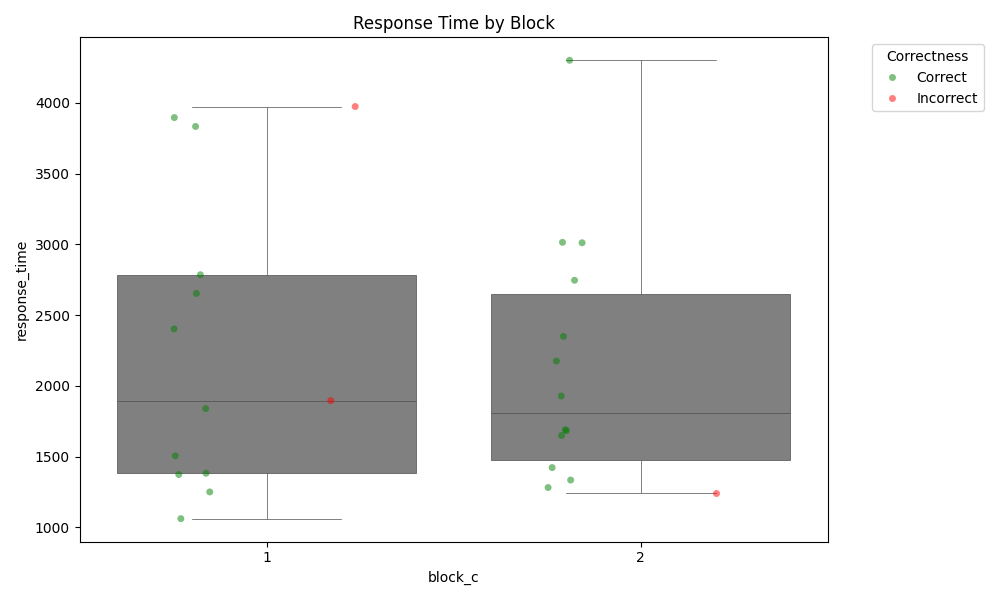 Response Time by Block
Correctness
Correct
Incorrect
response_time
4000
3500
3000
2500
2000
1500
1000
1
2
block_c